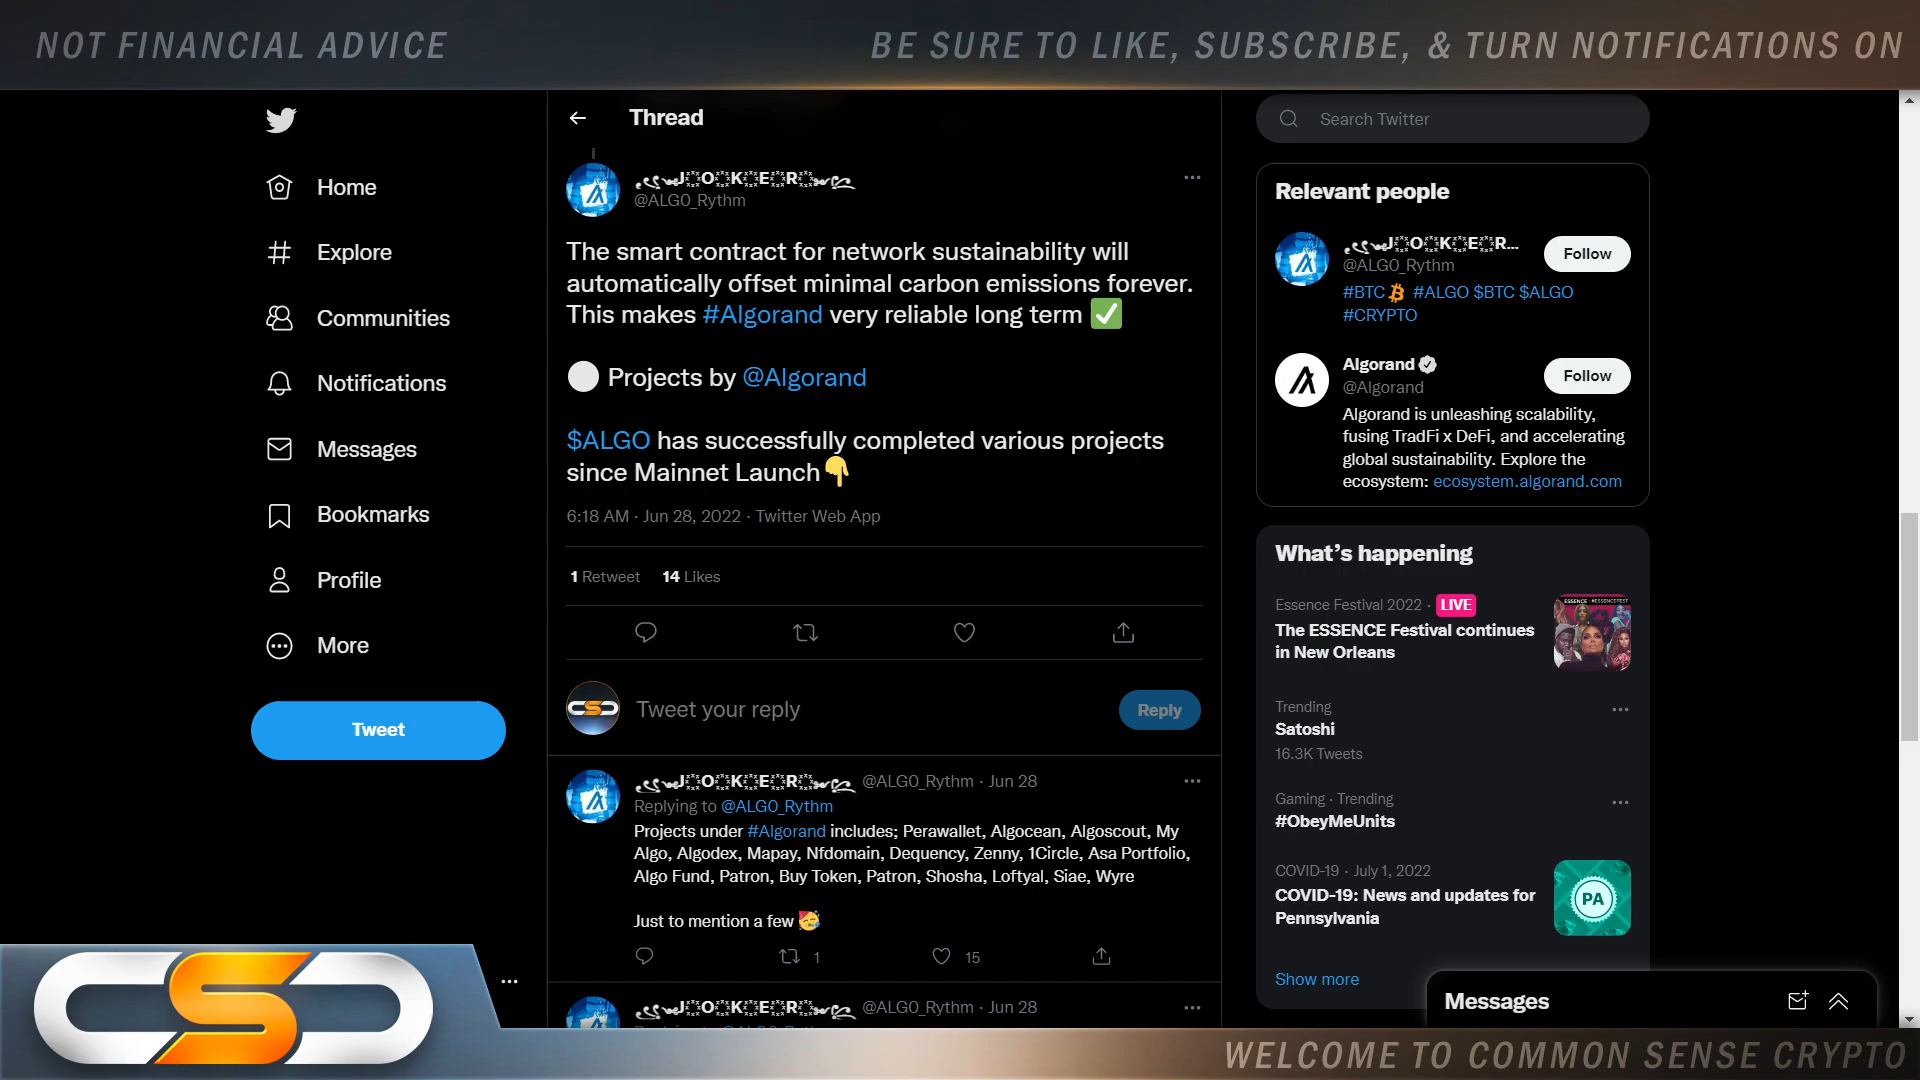 NOT FINANCIAL ADVICE
BE SURE TO LIKE, SUBSCRIBE, & TURN NOTIFICATIONS ON
Home
Explore
Communities
Notifications
Messages
Bookmarks
Profile
More
Tweet
Thread
JOKER
@ALGO_Rythm
The smart contract for network sustainability will
automatically offset minimal carbon emissions forever.
This makes #Algorand very reliable long term ✅
⚪ Projects by @Algorand
$ALGO has successfully completed various projects
since Mainnet Launch👇
6:18 AM · Jun 28, 2022 · Twitter Web App
1 Retweet 14 Likes
Tweet your reply
Reply
JOKER @ALGO_Rythm · Jun 28
Replying to @ALGO_Rythm
Projects under #Algorand includes; Perawallet, Algocean, Algoscout, My
Algo, Algodex, Mapay, Nfdomain, Dequency, Zenny, 1Circle, Asa Portfolio,
Algo Fund, Patron, Buy Token, Patron, Shosha, Loftyal, Siae, Wyre
Just to mention a few 🥳
1 15
JOKER @ALGO_Rythm · Jun 28
Search Twitter
Relevant people
JOKER...
Follow
@ALGO_Rythm
#BTC #ALGO $BTC $ALGO
#CRYPTO
Algorand
@Algorand
Follow
Algorand is unleashing scalability,
fusing TradFi x DeFi, and accelerating
global sustainability. Explore the
ecosystem: ecosystem.algorand.com
What's happening
Essence Festival 2022 · LIVE
The ESSENCE Festival continues
in New Orleans
ESSENCE
Trending
Satoshi
16.3K Tweets
Gaming · Trending
#ObeyMeUnits
COVID-19 · July 1, 2022
COVID-19: News and updates for
Pennsylvania
PA
Show more
Messages
CSC
WELCOME TO COMMON SENSE CRYPTO